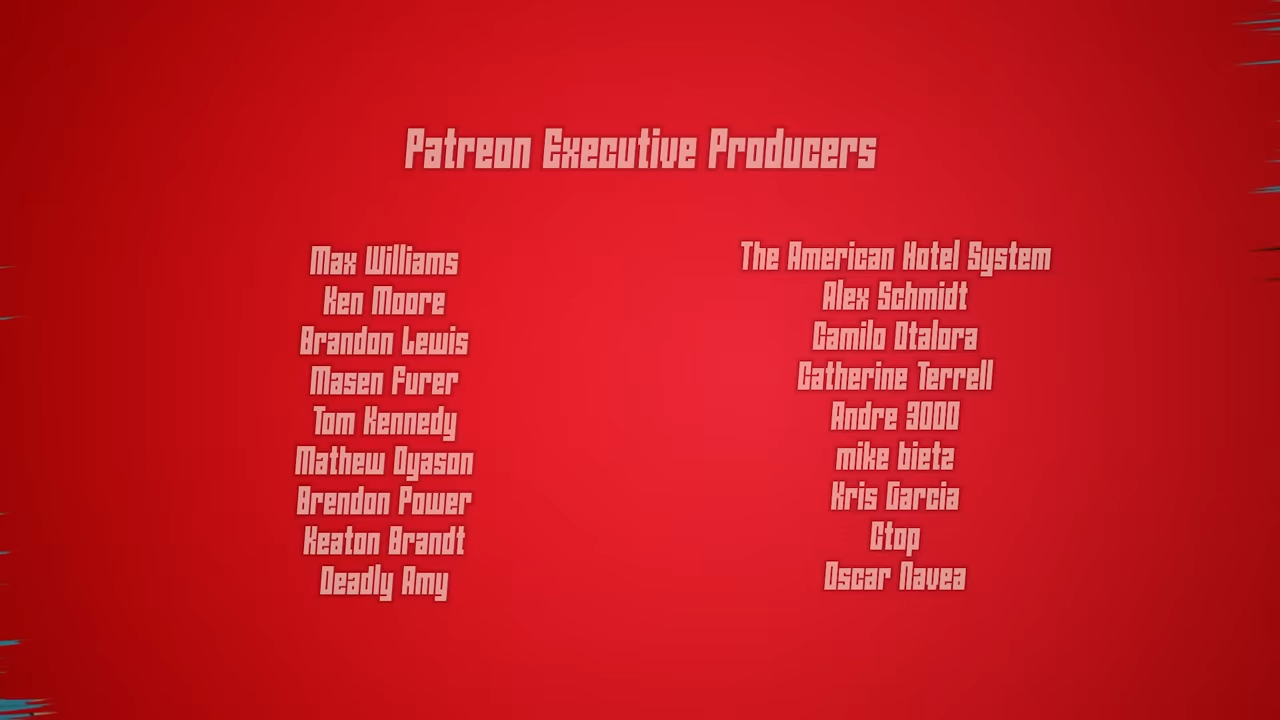 Patreon Executive Producers
Max Williams
Ken Moore
Brandon Lewis
Masen Furer
Tom Kennedy
Mathew Dyason
Brendon Power
Keaton Brandt
Deadly Amy
The American Hotel System
Alex Schmidt
Camilo Otalora
Catherine Terrell
Andre 3000
mike bietz
Kris Garcia
Ctop
Oscar Navea